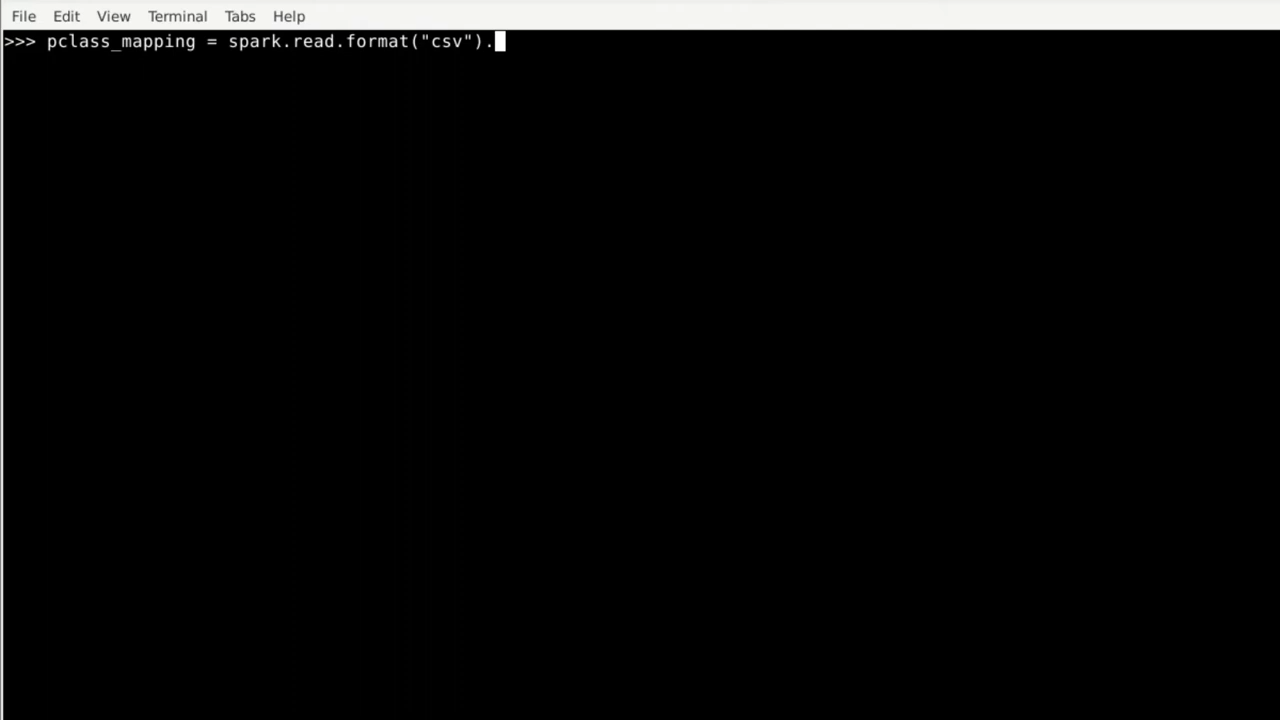 File Edit View Terminal Tabs Help
>>> pclass_mapping = spark.read.format("csv").